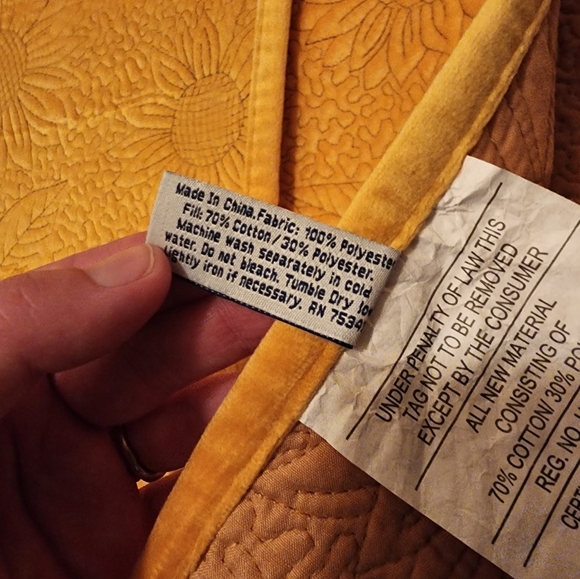 Made In China.Fabric: 100% Polyeste
Fill: 70% Cotton/30% Polyester.
Machine wash separately in cold
water. Do not bleach. Tumble Dry lo
lightly iron if necessary. RN 7534
UNDER PENALTY OF LAW THIS
TAG NOT TO BE REMOVED
EXCEPT BY THE CONSUMER
ALL NEW MATERIAL
CONSISTING OF
70% COTTON/ 30% PO
REG. NO.
CERT